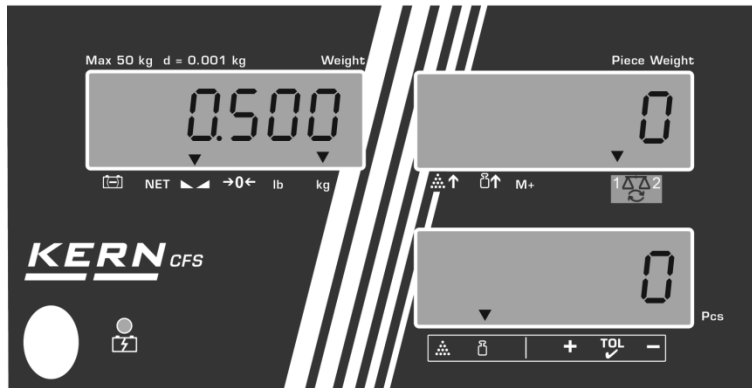 Max 50 kg d = 0.001 kg Weight
0.500
NET →0← lb kg
Piece Weight
0
M+
1 2
KERN CFS
0
Pcs
+ TOL −